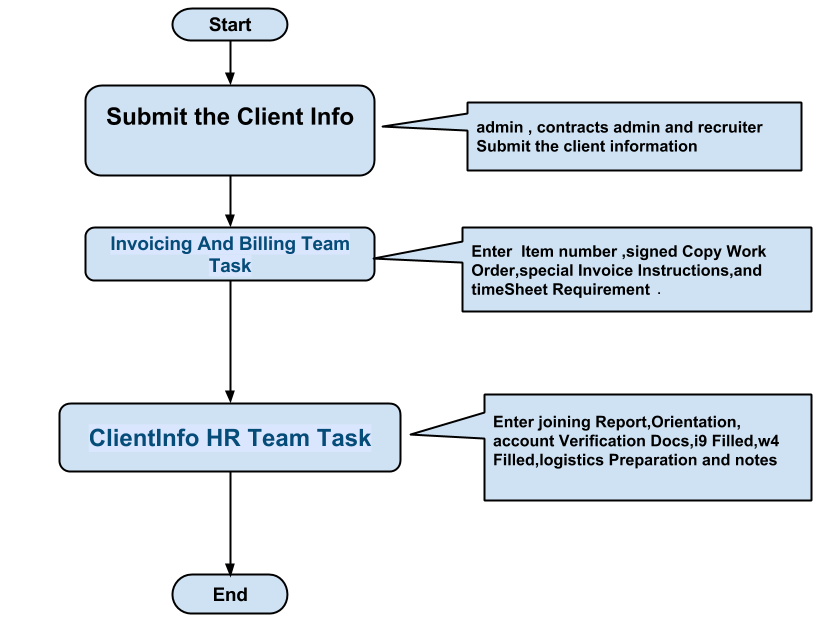 Start
Submit the Client Info
admin , contracts admin and recruiter
Submit the client information
Invoicing And Billing Team
Task
Enter  Item number ,signed Copy Work
Order,special Invoice Instructions,and
timeSheet Requirement  .
ClientInfo HR Team Task
Enter joining Report,Orientation,
account Verification Docs,i9 Filled,w4
Filled,logistics Preparation and notes
End